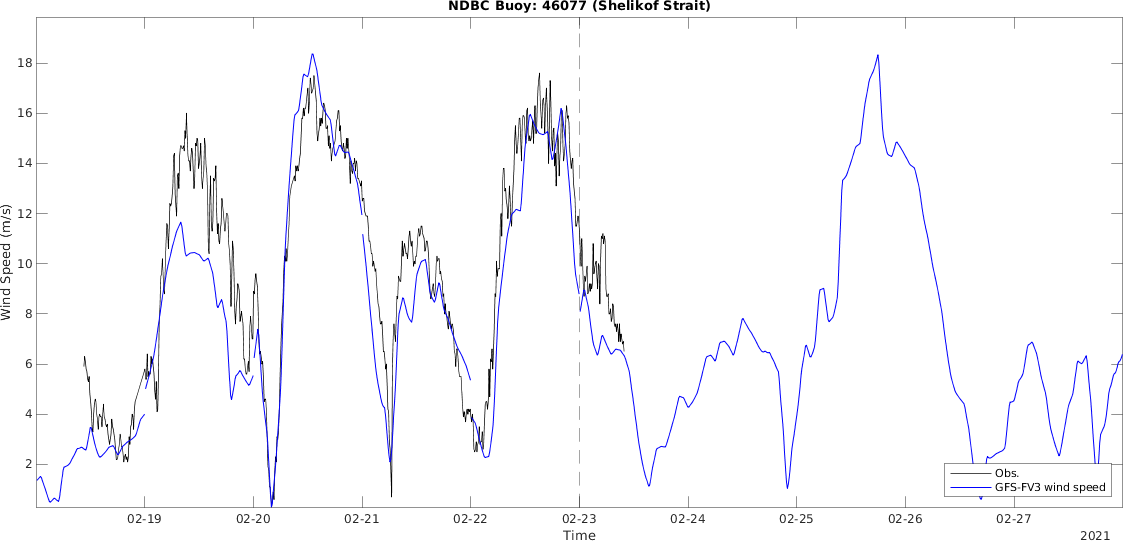 NDBC Buoy: 46077 (Shelikof Strait)
Wind Speed (m/s)
18
16
14
12
10
8
6
4
2
Obs.
GFS-FV3 wind speed
02-19 02-20 02-21 02-22 02-23 02-24 02-25 02-26 02-27
Time
2021